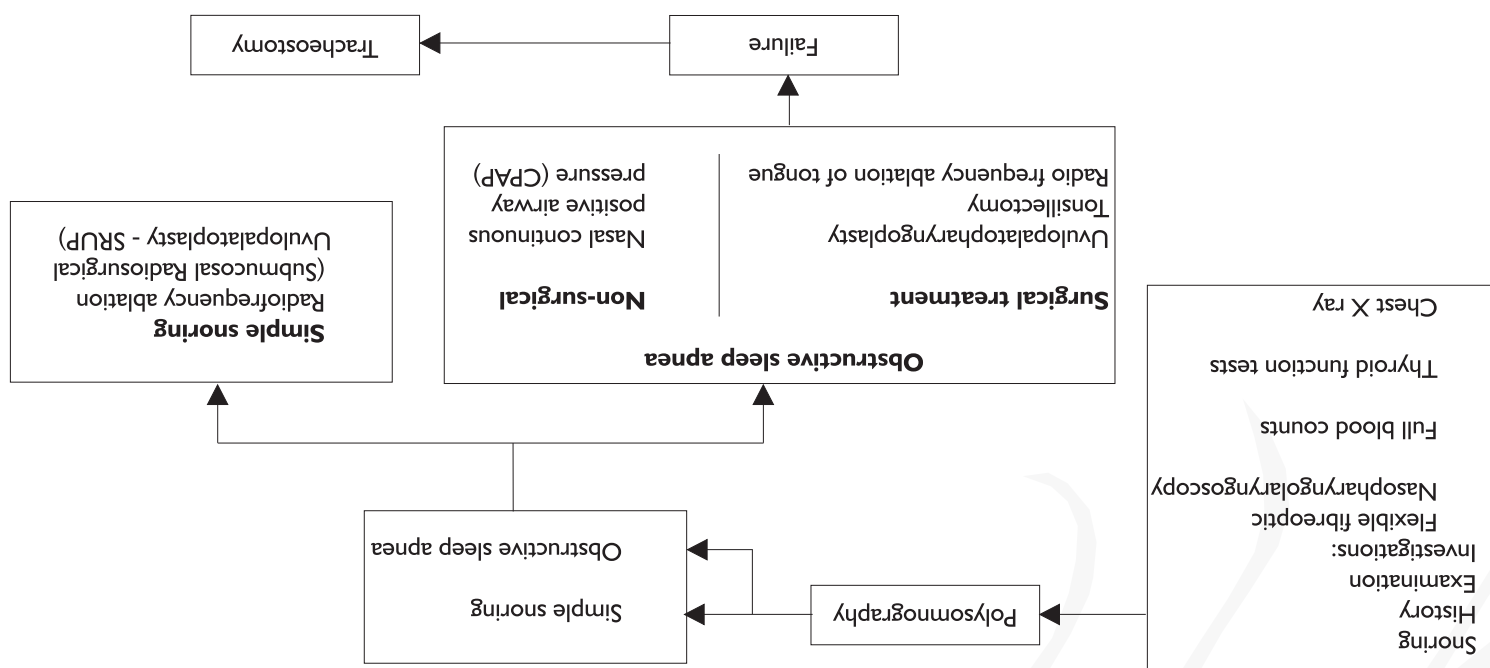 Snoring
History
Examination
Investigations:
Flexible fibreoptic
Nasopharyngolaryngoscopy
Full blood counts
Thyroid function tests
Chest X ray
Polysomnography
Simple snoring
Obstructive sleep apnea
Obstructive sleep apnea
Surgical treatment
Uvulopalatopharyngoplasty
Tonsillectomy
Radio frequency ablation of tongue
Non-surgical
Nasal continuous
positive airway
pressure (CPAP)
Simple snoring
Radiofrequency ablation
(Submucosal Radiosurgical
Uvulopalatoplasty - SRUP)
Failure
Tracheostomy